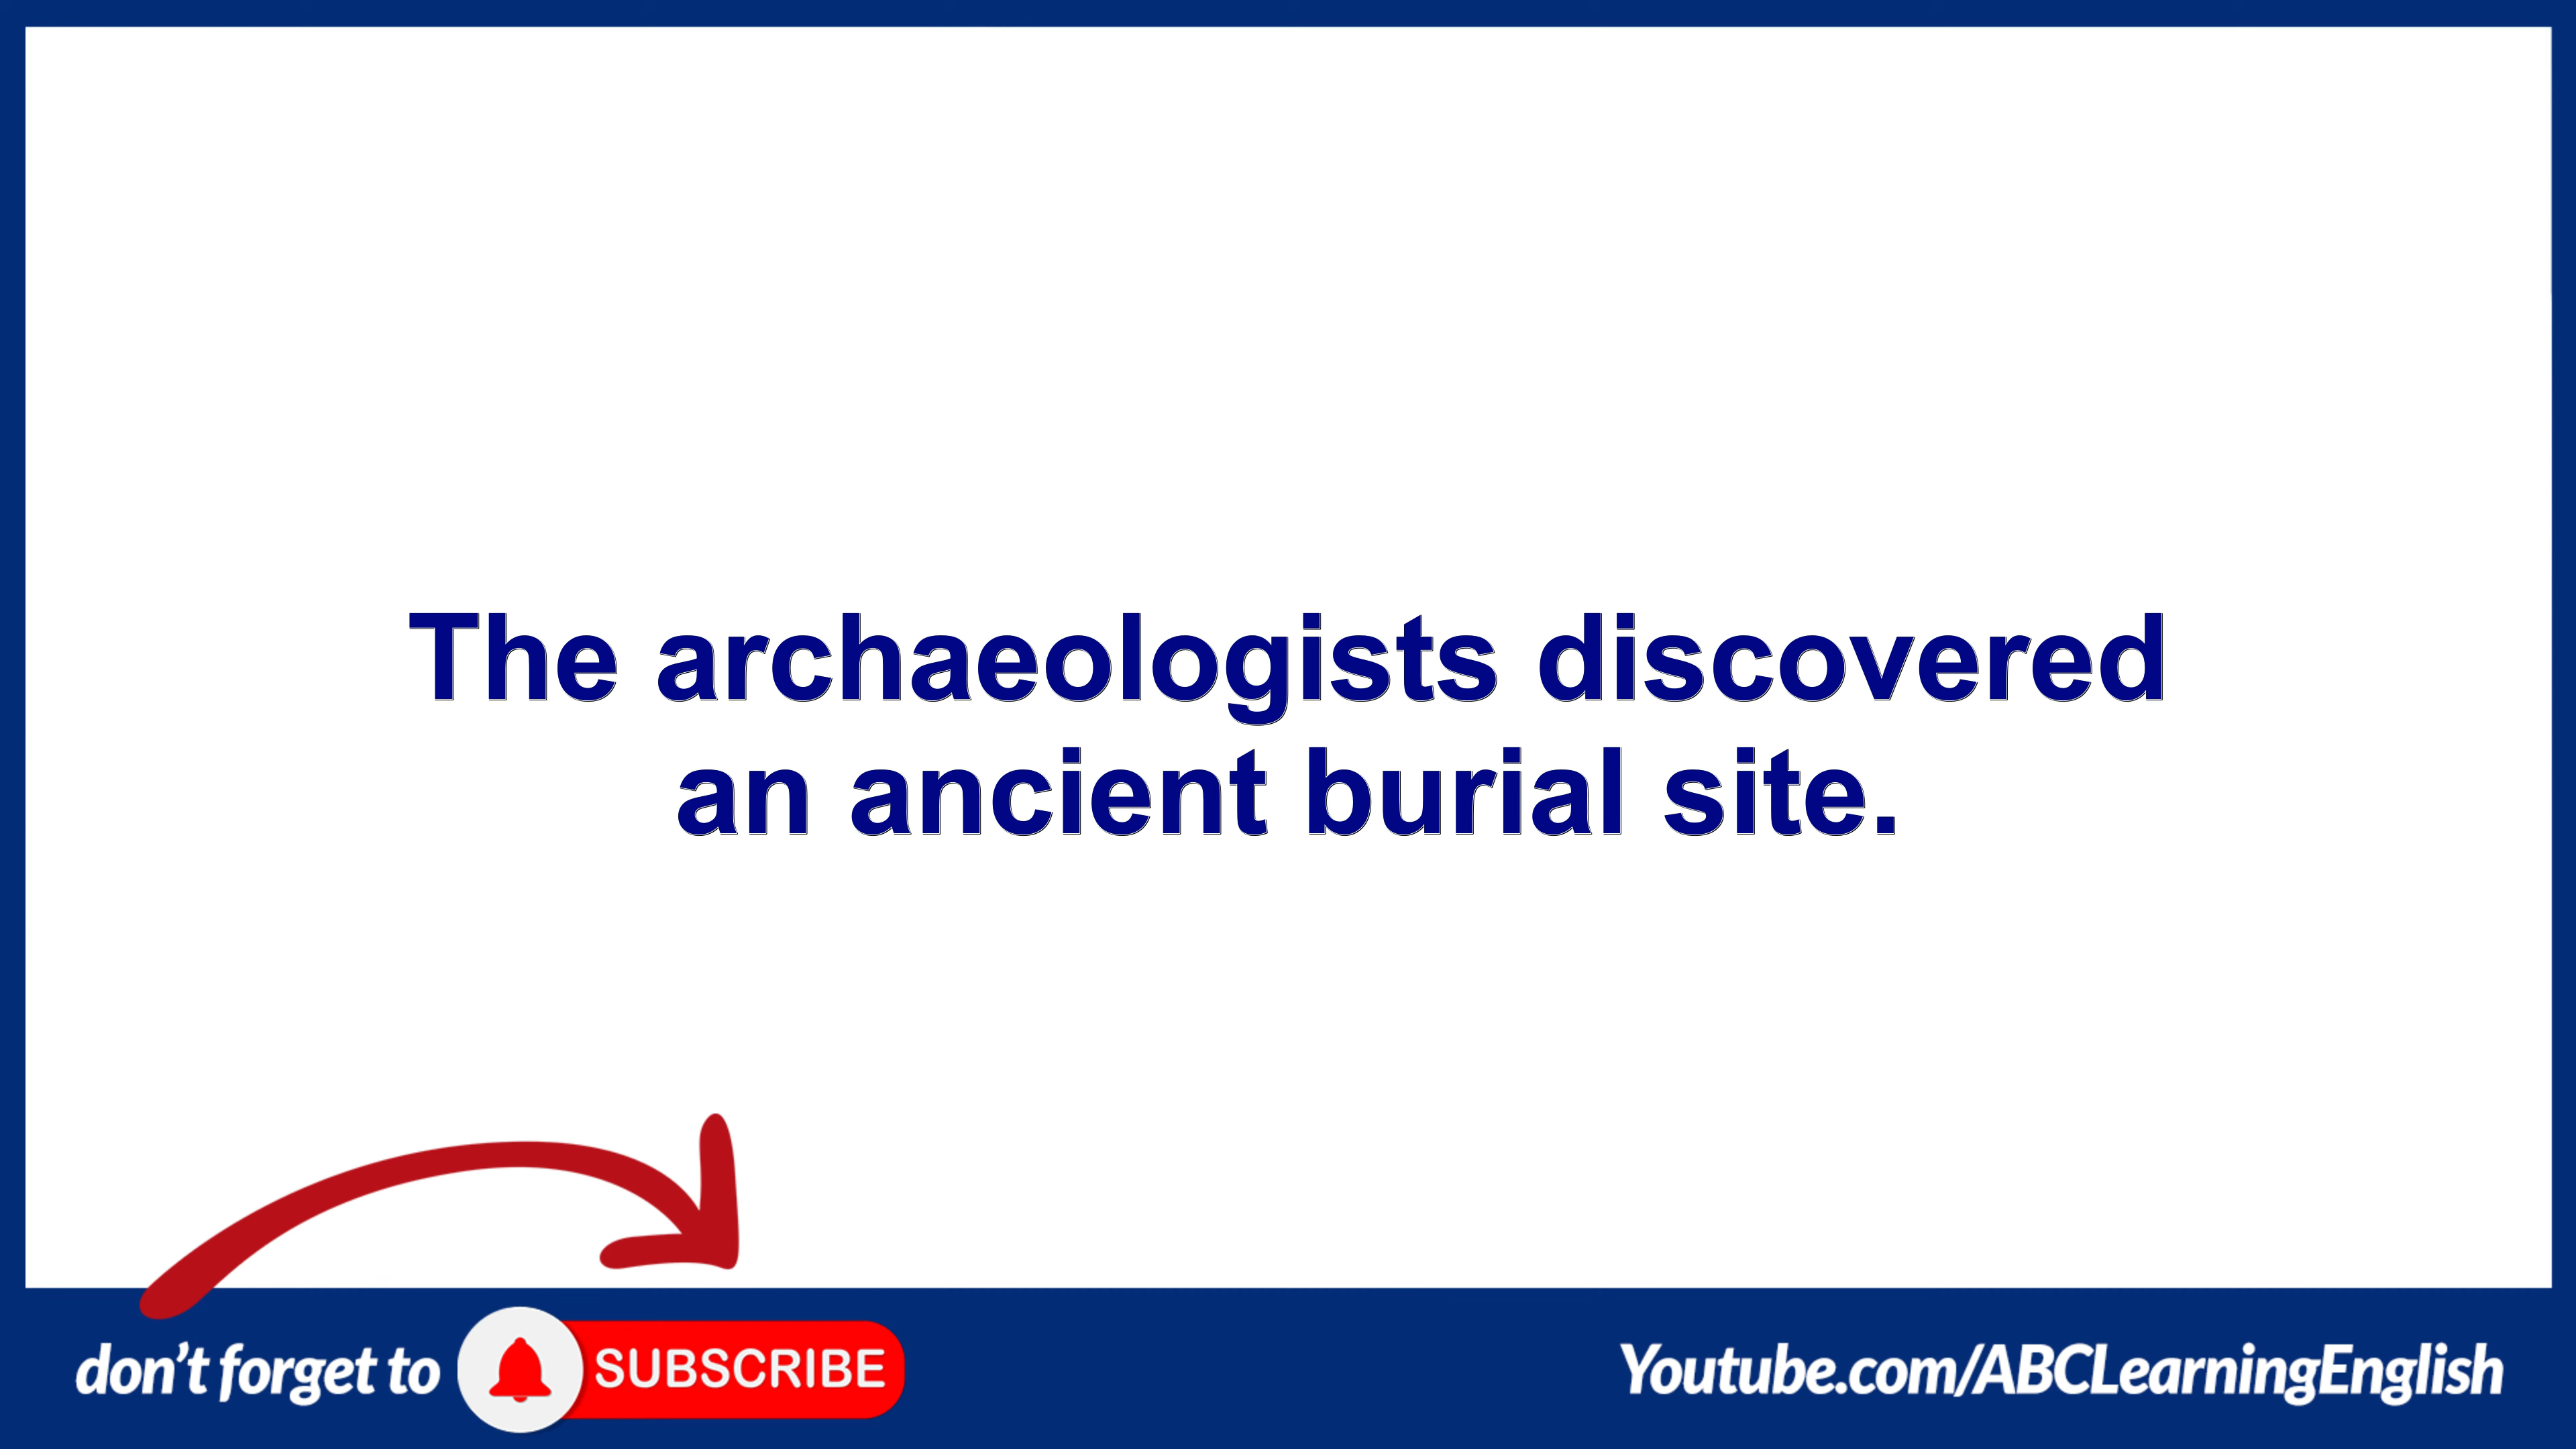 The archaeologists discovered
an ancient burial site.
don't forget to SUBSCRIBE
Youtube.com/ABCLearningEnglish